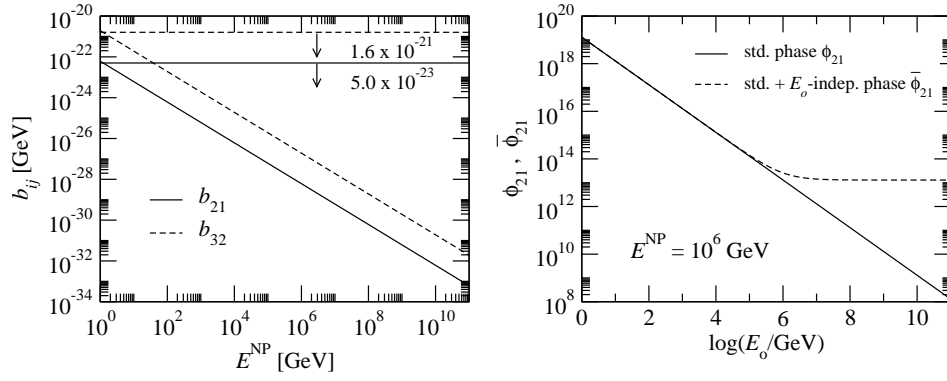 10^-20
10^-22
10^-24
10^-26
10^-28
10^-30
10^-32
10^-34
b_ij [GeV]
1.6 x 10^-21
5.0 x 10^-23
b_21
b_32
10^0 10^2 10^4 10^6 10^8 10^10
E^NP [GeV]
10^18
10^16
10^14
10^12
10^10
10^8
ϕ_21 , ϕ̅_21
std. phase ϕ_21
std. + E_o-indep. phase ϕ̅_21
E^NP = 10^6 GeV
0 2 4 6 8 10
log(E_o/GeV)